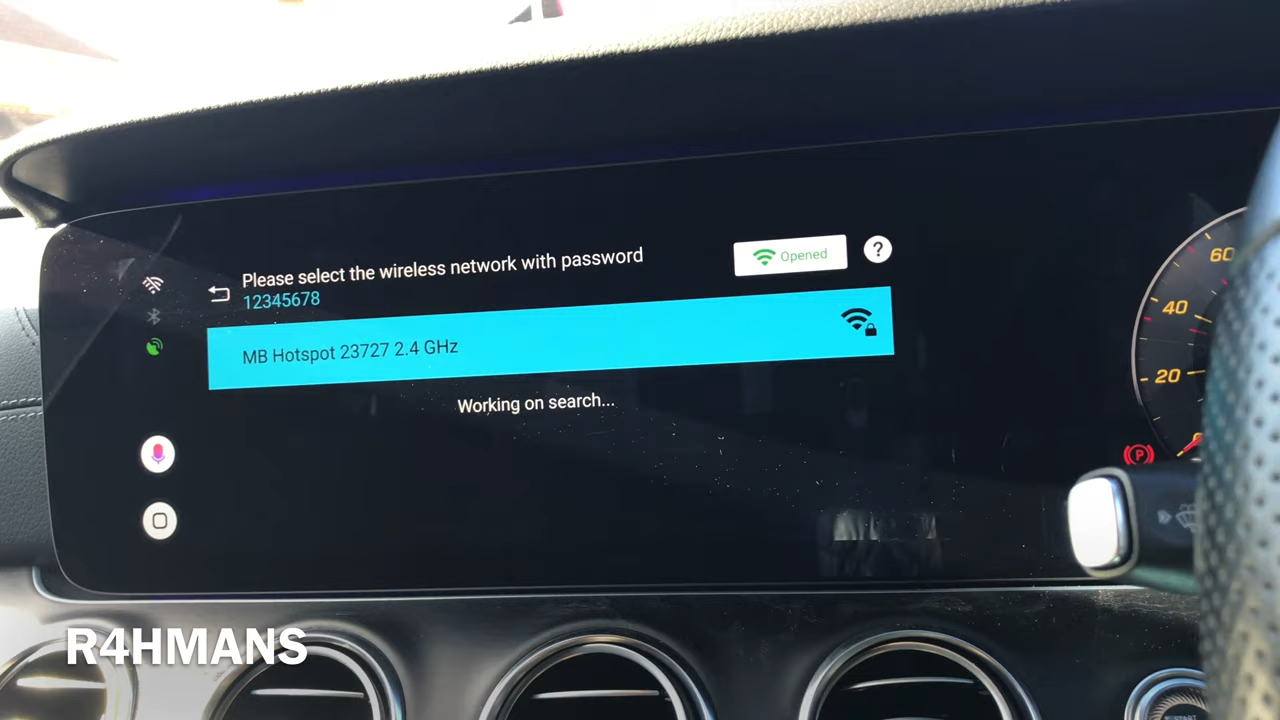 Please select the wireless network with password
12345678
Opened
?
MB Hotspot 23727 2.4 GHz
Working on search...
60
40
20
P
R4HMANS